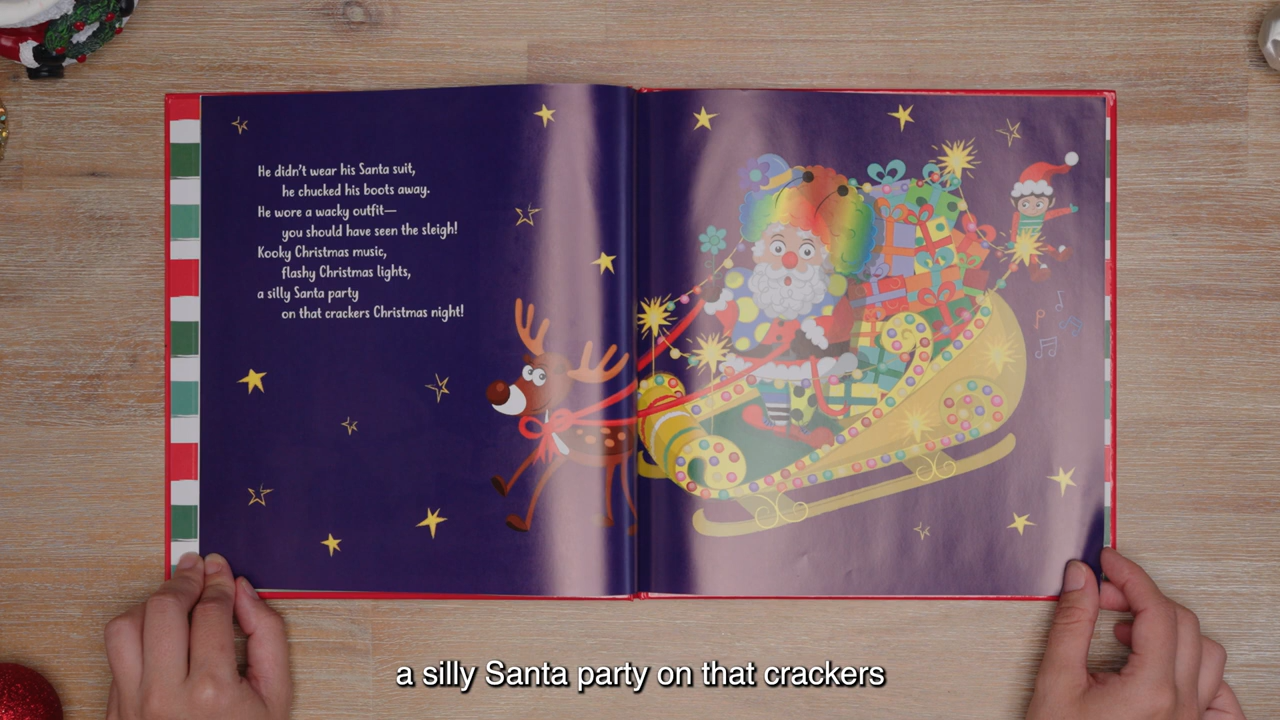 He didn't wear his Santa suit,
he chucked his boots away.
He wore a wacky outfit—
you should have seen the sleigh!
Kooky Christmas music,
flashy Christmas lights,
a silly Santa party
on that crackers Christmas night!
a silly Santa party on that crackers